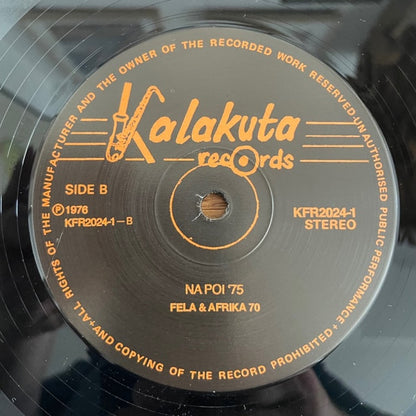 ALL RIGHTS OF THE MANUFACTURER AND THE OWNER OF THE RECORDED WORK RESERVED UNAUTHORISED PUBLIC PERFORMANCE
AND COPYING OF THE RECORD PROHIBITED
Kalakuta
records
SIDE B
℗1976
KFR2024-1-B
KFR2024-1
STEREO
NA POI '75
FELA & AFRIKA 70